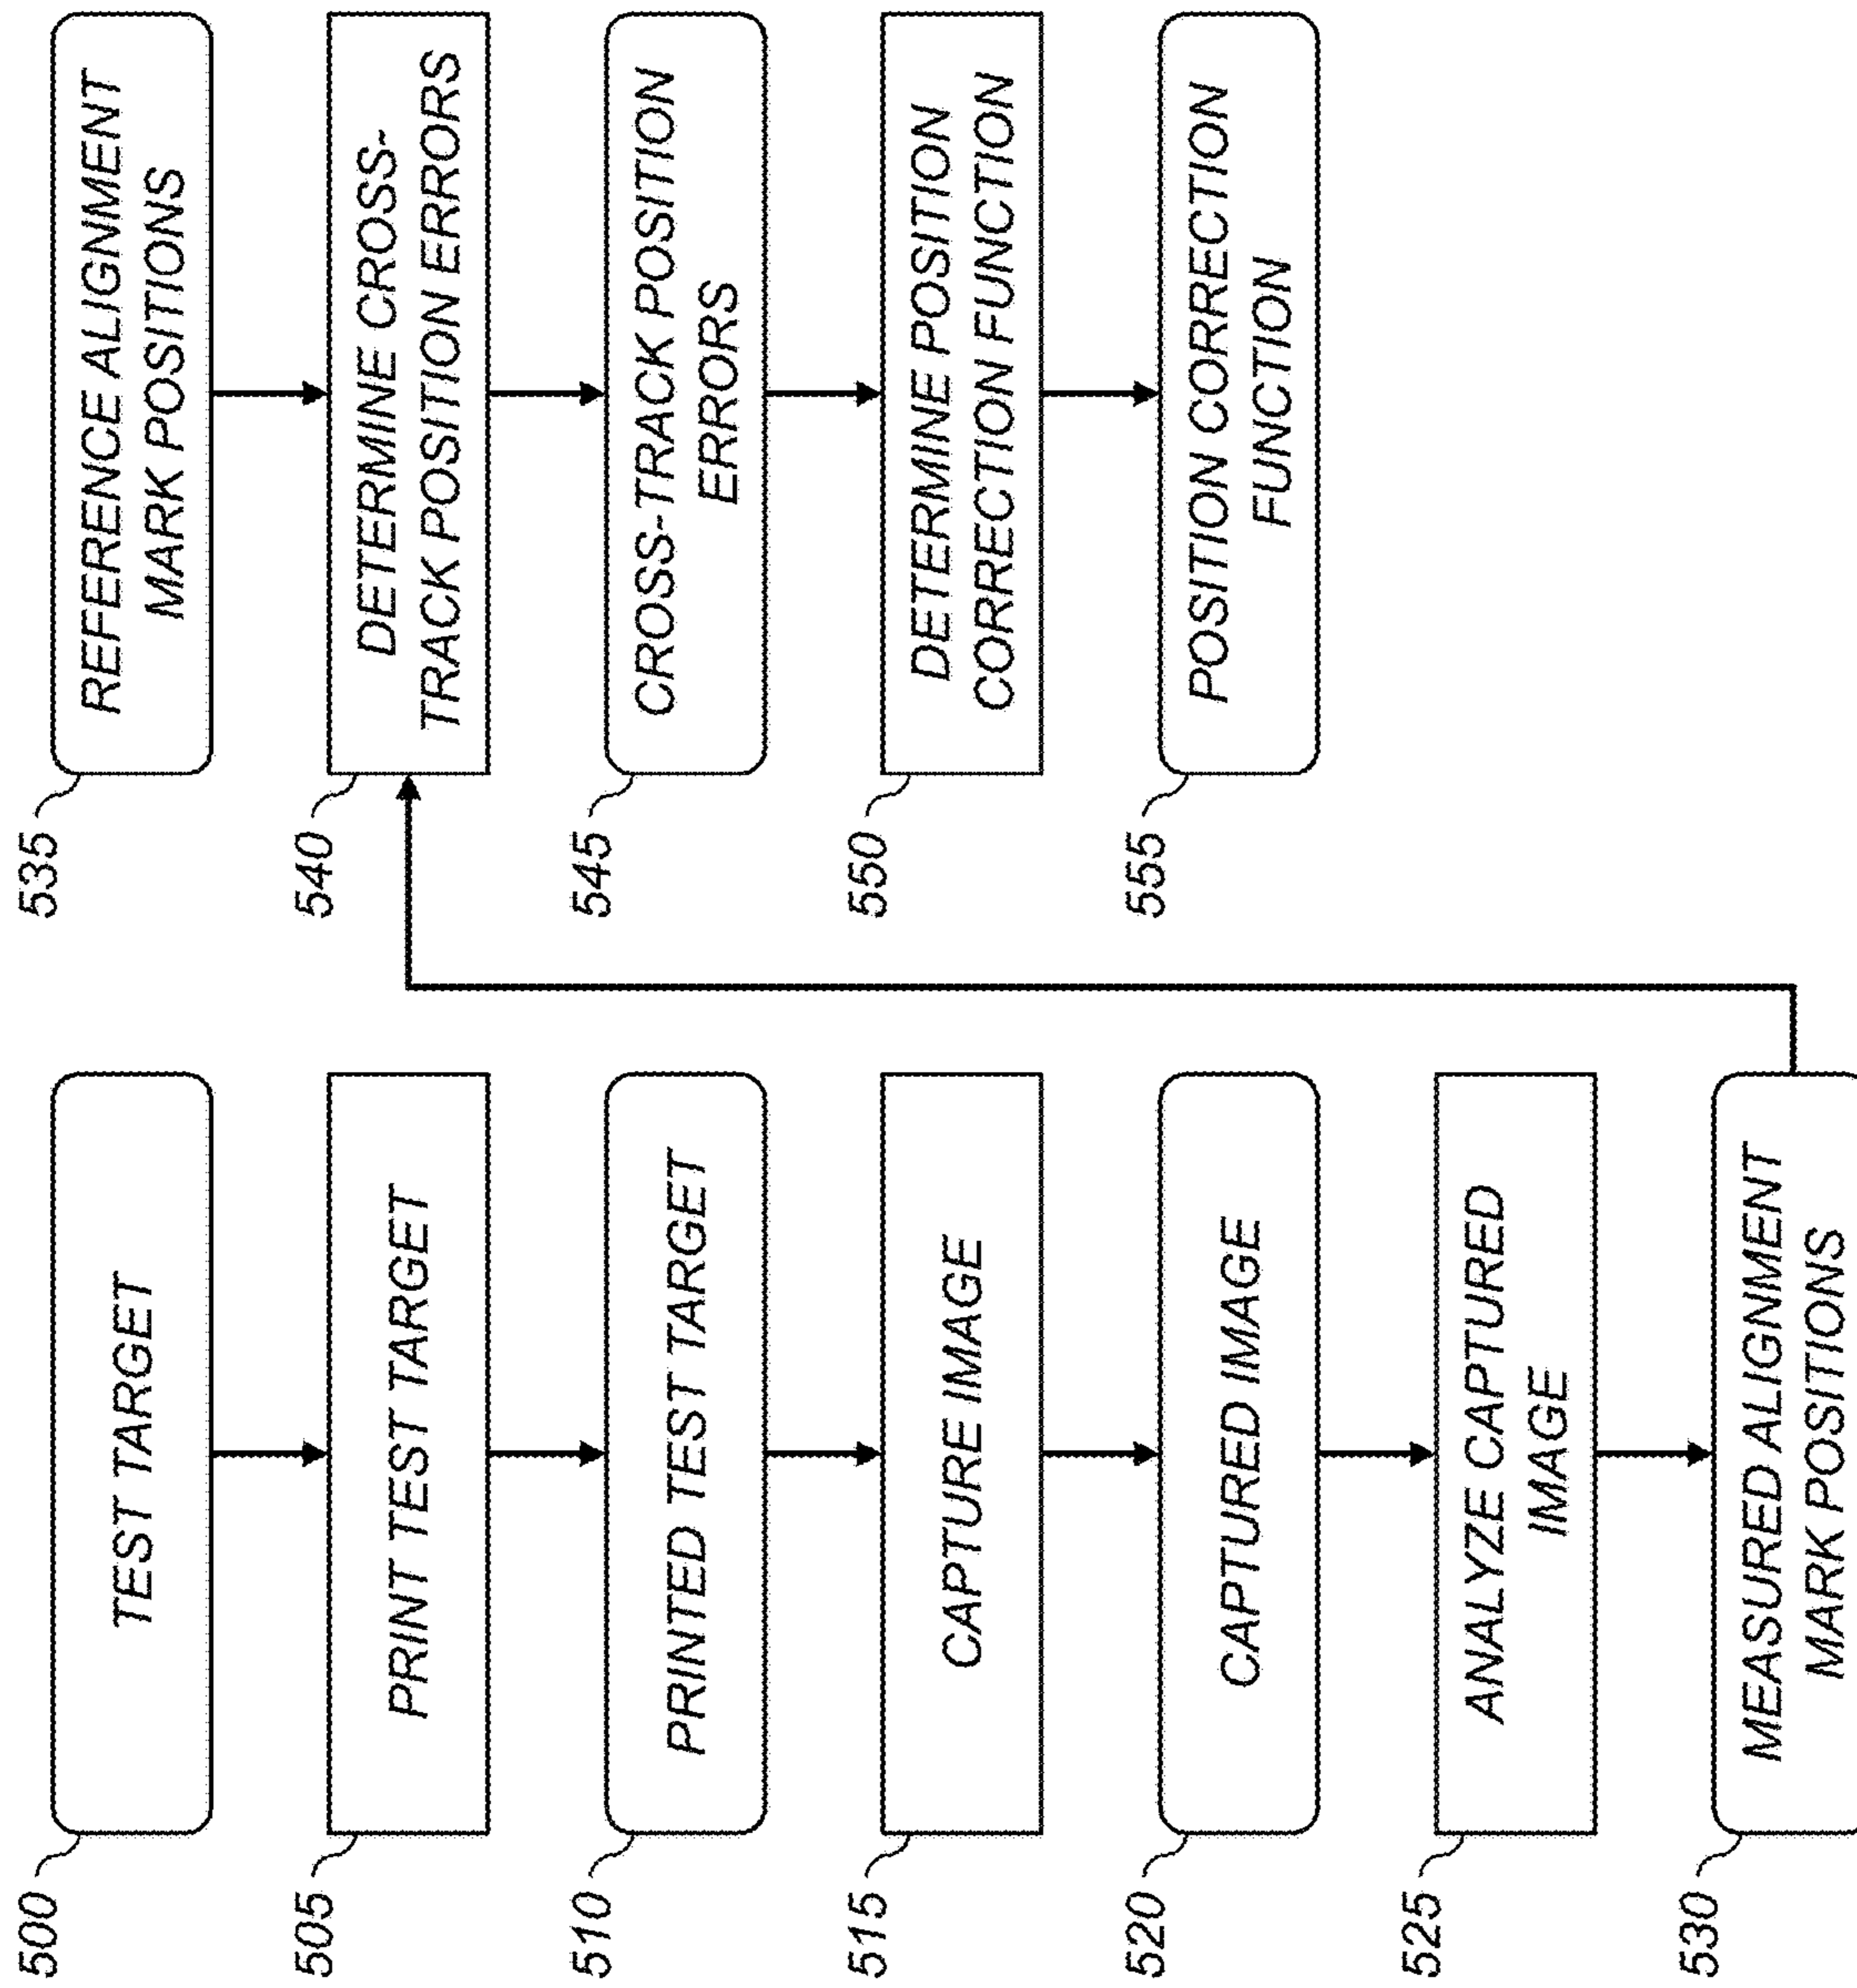 500
TEST TARGET
505
PRINT TEST TARGET
510
PRINTED TEST TARGET
515
CAPTURE IMAGE
520
CAPTURED IMAGE
525
ANALYZE CAPTURED
IMAGE
530
MEASURED ALIGNMENT
MARK POSITIONS
535
REFERENCE ALIGNMENT
MARK POSITIONS
540
DETERMINE CROSS-
TRACK POSITION ERRORS
545
CROSS-TRACK POSITION
ERRORS
550
DETERMINE POSITION
CORRECTION FUNCTION
555
POSITION CORRECTION
FUNCTION